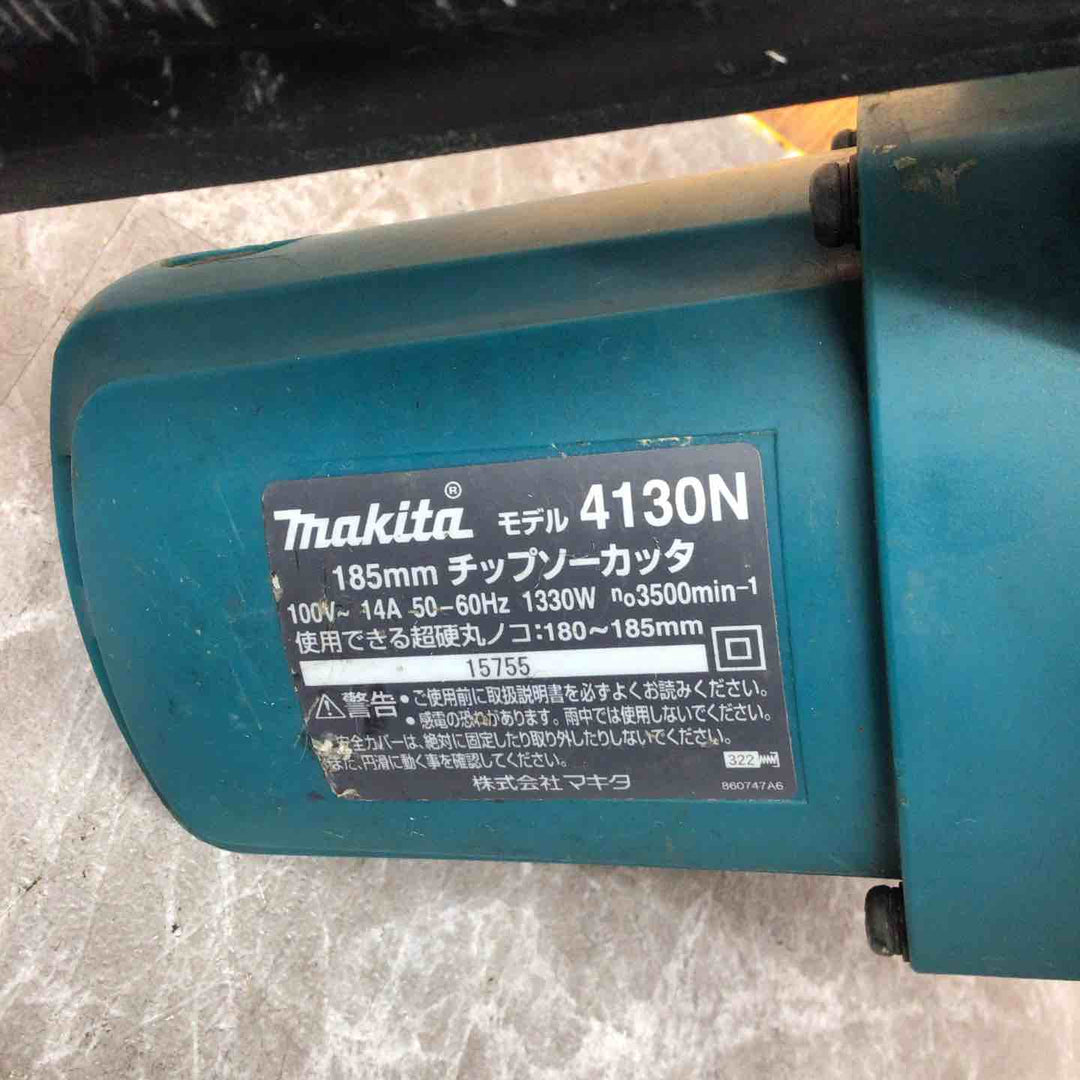 makita® モデル 4130N
185mm チップソーカッタ
100V~ 14A 50-60Hz 1330W no3500min-1
使用できる超硬丸ノコ:180~185mm
15755
警告・ご使用前に取扱説明書を必ずよくお読みください。
・感電の恐れがあります。雨中では使用しないでください。
安全カバーは、絶対に固定したり取り外したりしないでください。
また、円滑に動く事を確認してください。
322
株式会社 マキタ
860747A6